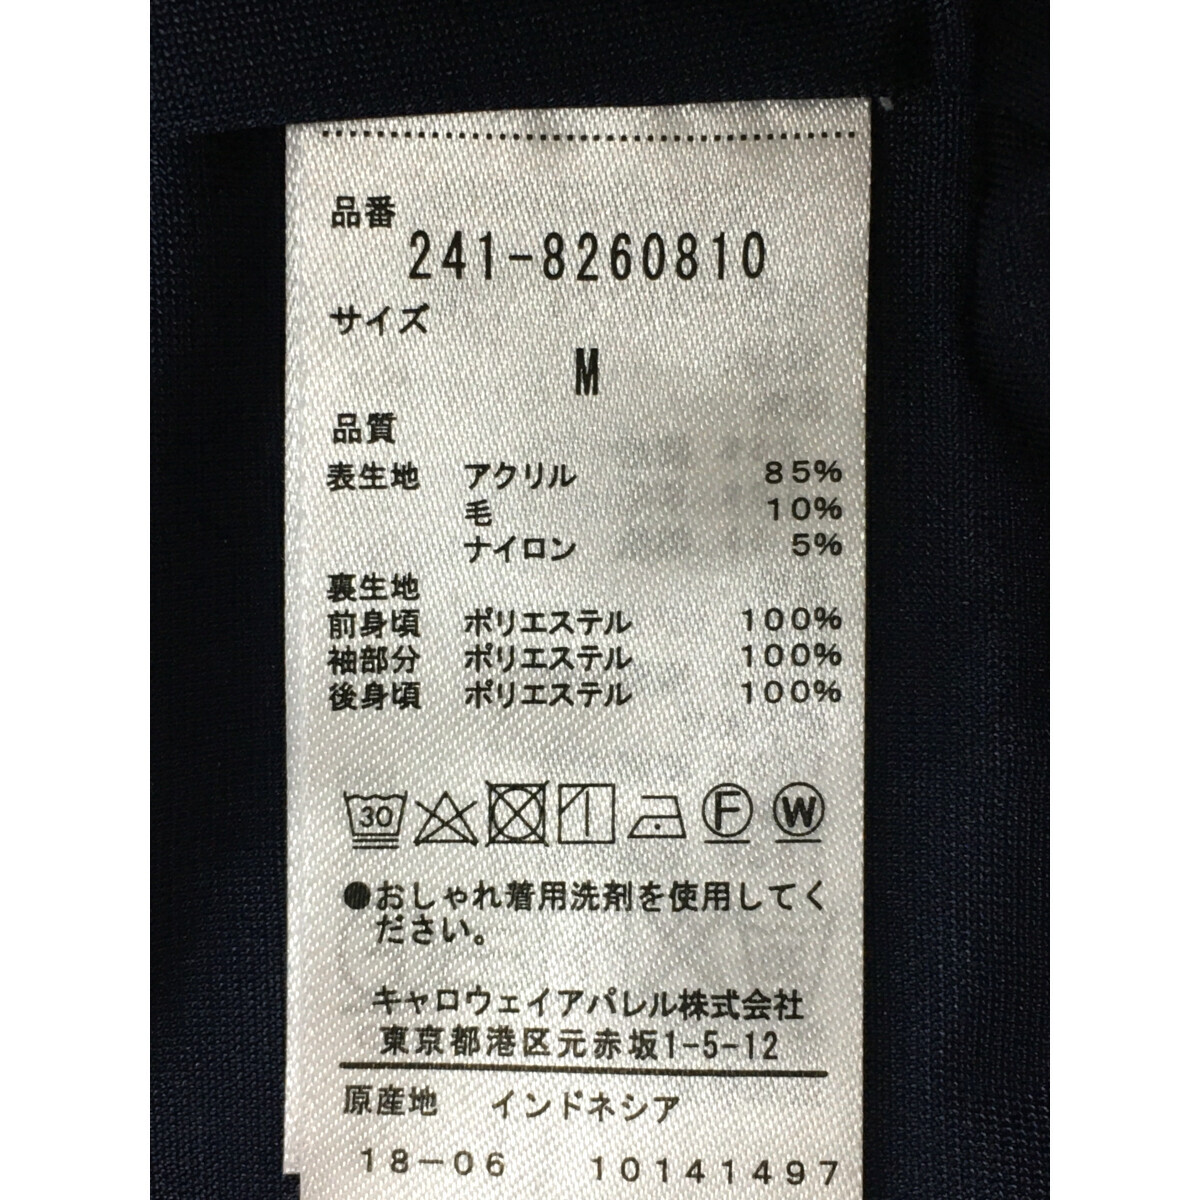 品番
241-8260810
サイズ
M
品質
表生地 アクリル 85%
毛 10%
ナイロン 5%
裏生地
前身頃 ポリエステル 100%
袖部分 ポリエステル 100%
後身頃 ポリエステル 100%
30 F W
●おしゃれ着用洗剤を使用してく
ださい。
キャロウェイアパレル株式会社
東京都港区元赤坂1-5-12
原産地 インドネシア
18-06 10141497